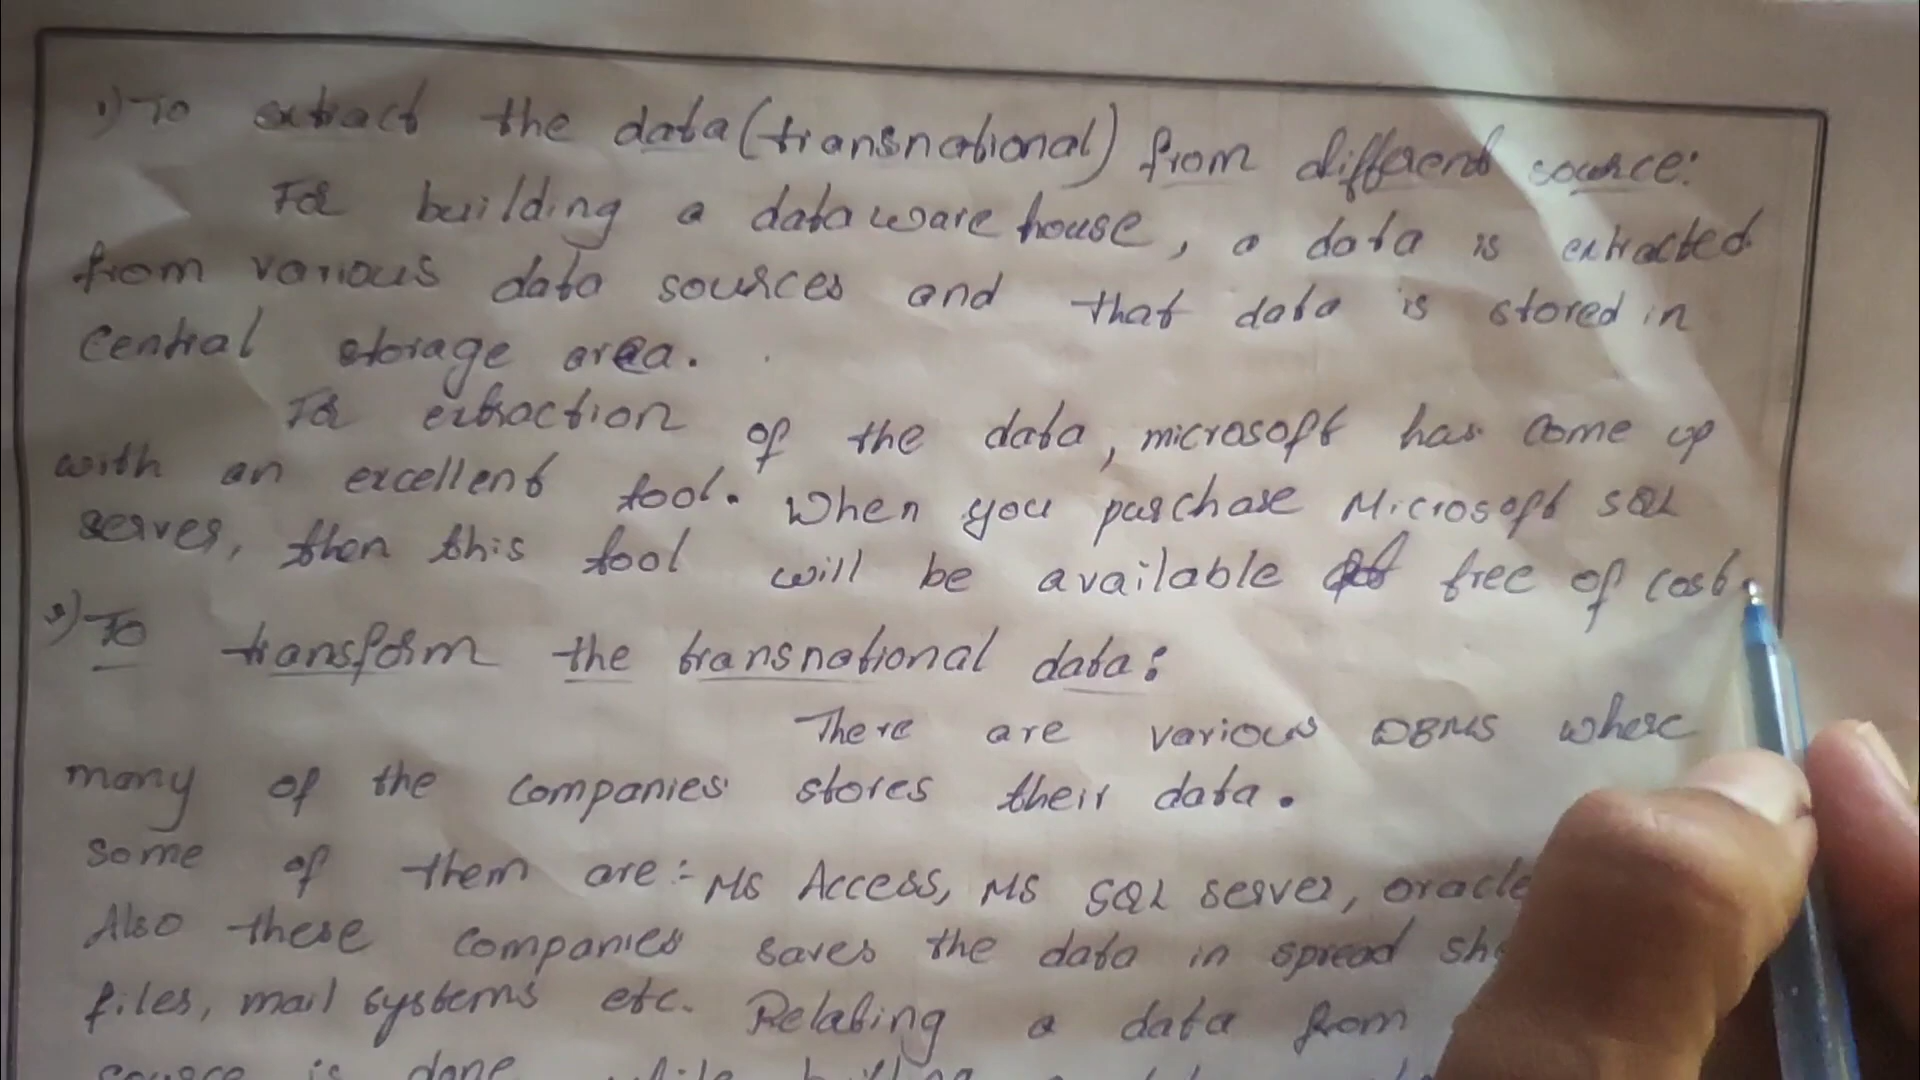 1) To extract the data (transnational) from different source:
For building a data ware house, a data is extracted
from various data sources and that data is stored in
Central storage area.
For extraction of the data, microsoft has come up
with an excellent tool. When you purchase Microsoft SQL
server, then this tool will be available free of cost.
2) To transform the transnational data:
There are various DBMS where
many of the companies stores their data.
Some of them are:- MS Access, MS SQL server, oracle
Also these companies saves the data in spread
files, mail systems etc. Relating a data from
source is done while